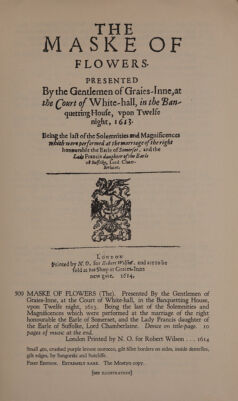 THE
MASKE OF
FLOWERS.
PRESENTED
By the Gentlemen of Graies-Inne, at
the Court of White-hall, in the Ban-
quetting House, vpon Twelfe
night, 1613.
Being the last of the Solemnities and Magnificences
which were performed at the marriage of the right
honourable the Earle of Somerset, and the
Lady Francis daughter of the Earle
of Suffolke, Lord Cham-
berlaine.
LONDON
Printed by N. O. for Robert Wilson, and are to be
sold at his Shop at Graies-Inne
new gate. 1614.
509 MASKE OF FLOWERS (The). Presented By the Gentlemen of
Graies-Inne, at the Court of White-hall, in the Banquetting House,
vpon Twelfe night, 1613. Being the last of the Solemnities and
Magnificences which were performed at the marriage of the right
honourable the Earle of Somerset, and the Lady Francis daughter of
the Earle of Suffolke, Lord Chamberlaine. Device on title-page. 10
pages of music at the end.
London Printed by N. O. for Robert Wilson . . . 1614
Small 4to, crushed purple levant morocco, gilt fillet borders on sides, inside dentelles,
gilt edges, by Sangorski and Sutcliffe.
FIRST EDITION. EXTREMELY RARE. The Mostyn copy.
[SEE ILLUSTRATION]